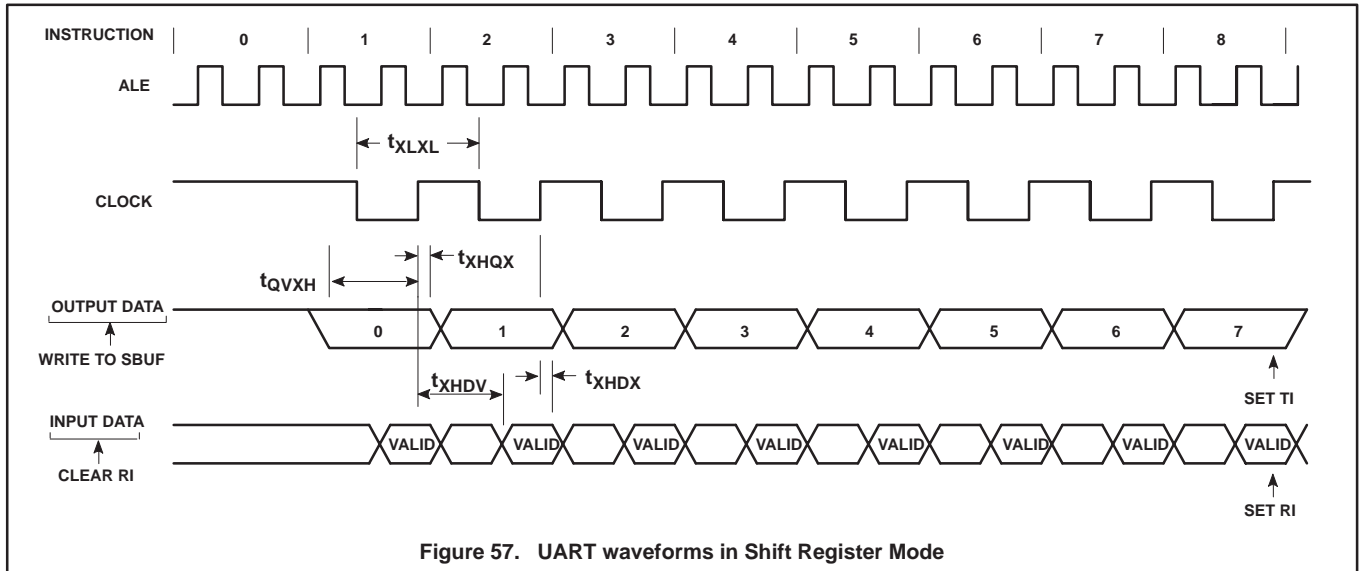 INSTRUCTION 0 1 2 3 4 5 6 7 8
ALE
tXLXL
CLOCK
tXHQX
tQVXH
OUTPUT DATA
0 1 2 3 4 5 6 7
WRITE TO SBUF
tXHDV tXHDX
SET TI
INPUT DATA
VALID VALID VALID VALID VALID VALID VALID VALID
CLEAR RI
SET RI
Figure 57. UART waveforms in Shift Register Mode